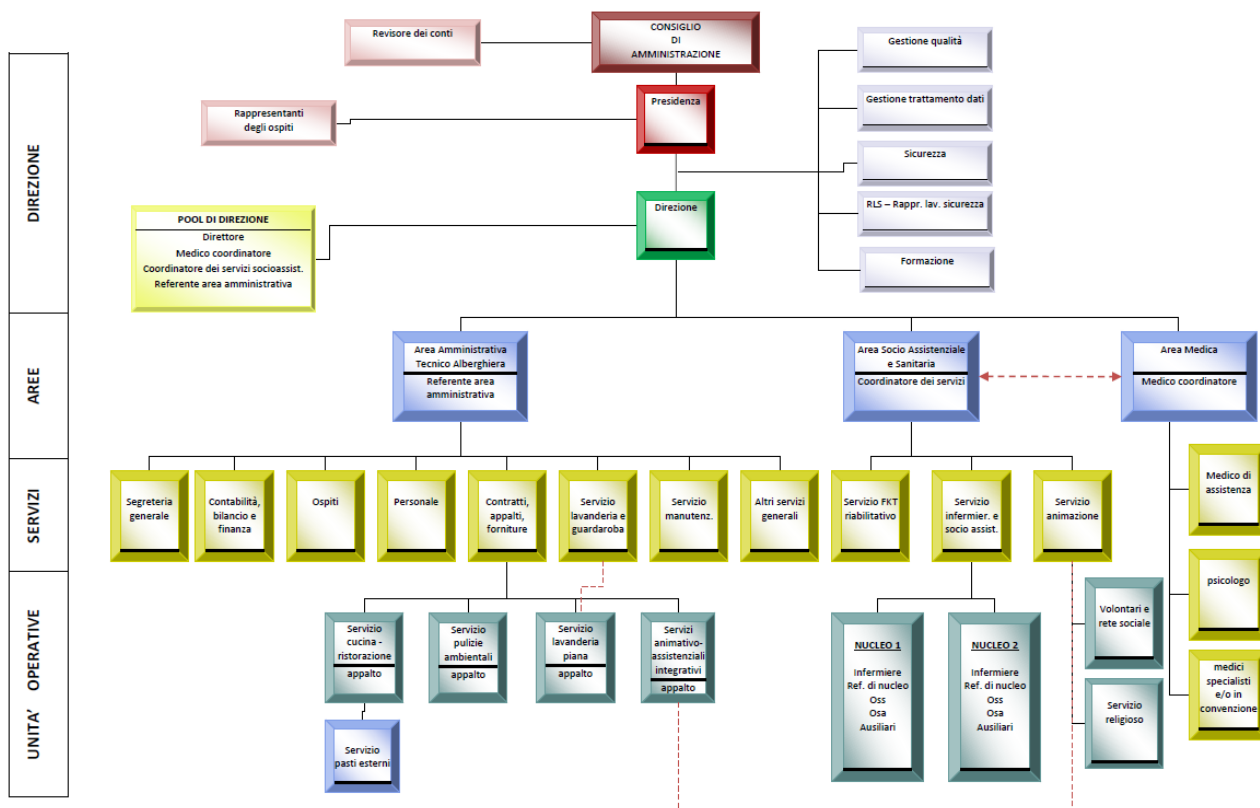 CONSIGLIO
DI
AMMINISTRAZIONE
Revisore dei conti
Presidenza
Rappresentanti
degli ospiti
Gestione qualità
Gestione trattamento dati
Sicurezza
RLS – Rappr. lav. sicurezza
Formazione
DIREZIONE
Direzione
POOL DI DIREZIONE
Direttore
Medico coordinatore
Coordinatore dei servizi socioassist.
Referente area amministrativa
AREE
Area Amministrativa
Tecnico Alberghiera
Referente area
amministrativa
Area Socio Assistenziale
e Sanitaria
Coordinatore dei servizi
Area Medica
Medico coordinatore
SERVIZI
Segreteria
generale
Contabilità,
bilancio e
finanza
Ospiti
Personale
Contratti,
appalti,
forniture
Servizio
lavanderia e
guardaroba
Servizio
manutenz.
Altri servizi
generali
Servizio FKT
riabilitativo
Servizio
infermier. e
socio assist.
Servizio
animazione
Medico di
assistenza
psicologo
medici
specialisti
e/o in
convenzione
UNITA' OPERATIVE
Servizio
cucina -
ristorazione
appalto
Servizio
pulizie
ambientali
appalto
Servizio
lavanderia
piana
appalto
Servizi
animativo-
assistenziali
integrativi
appalto
Servizio
pasti esterni
NUCLEO 1
Infermiere
Ref. di nucleo
Oss
Osa
Ausiliari
NUCLEO 2
Infermiere
Ref. di nucleo
Oss
Osa
Ausiliari
Volontari e
rete sociale
Servizio
religioso